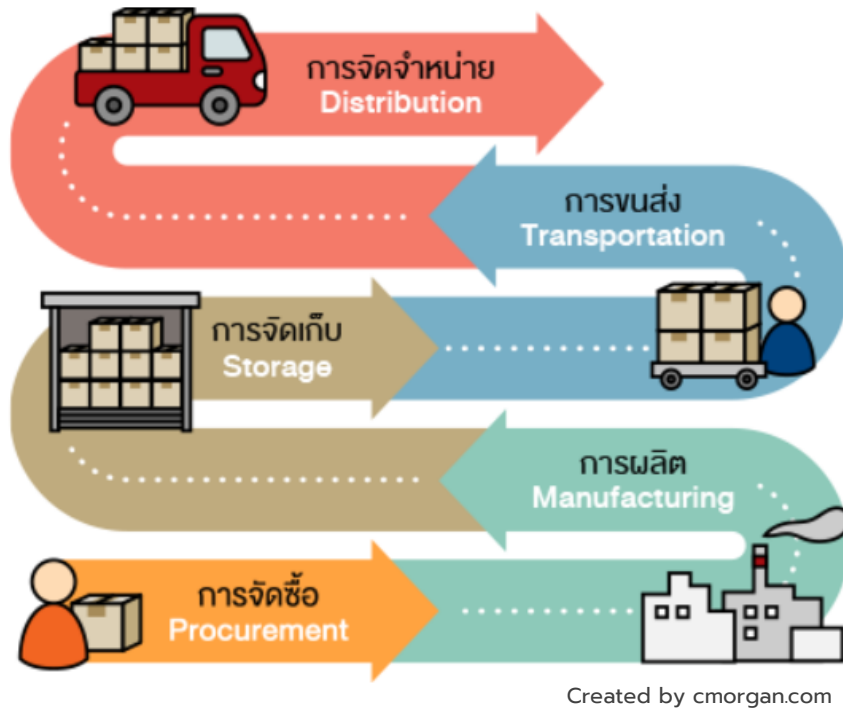 การจัดจำหน่าย
Distribution
การขนส่ง
Transportation
การจัดเก็บ
Storage
การผลิต
Manufacturing
การจัดซื้อ
Procurement
Created by cmorgan.com